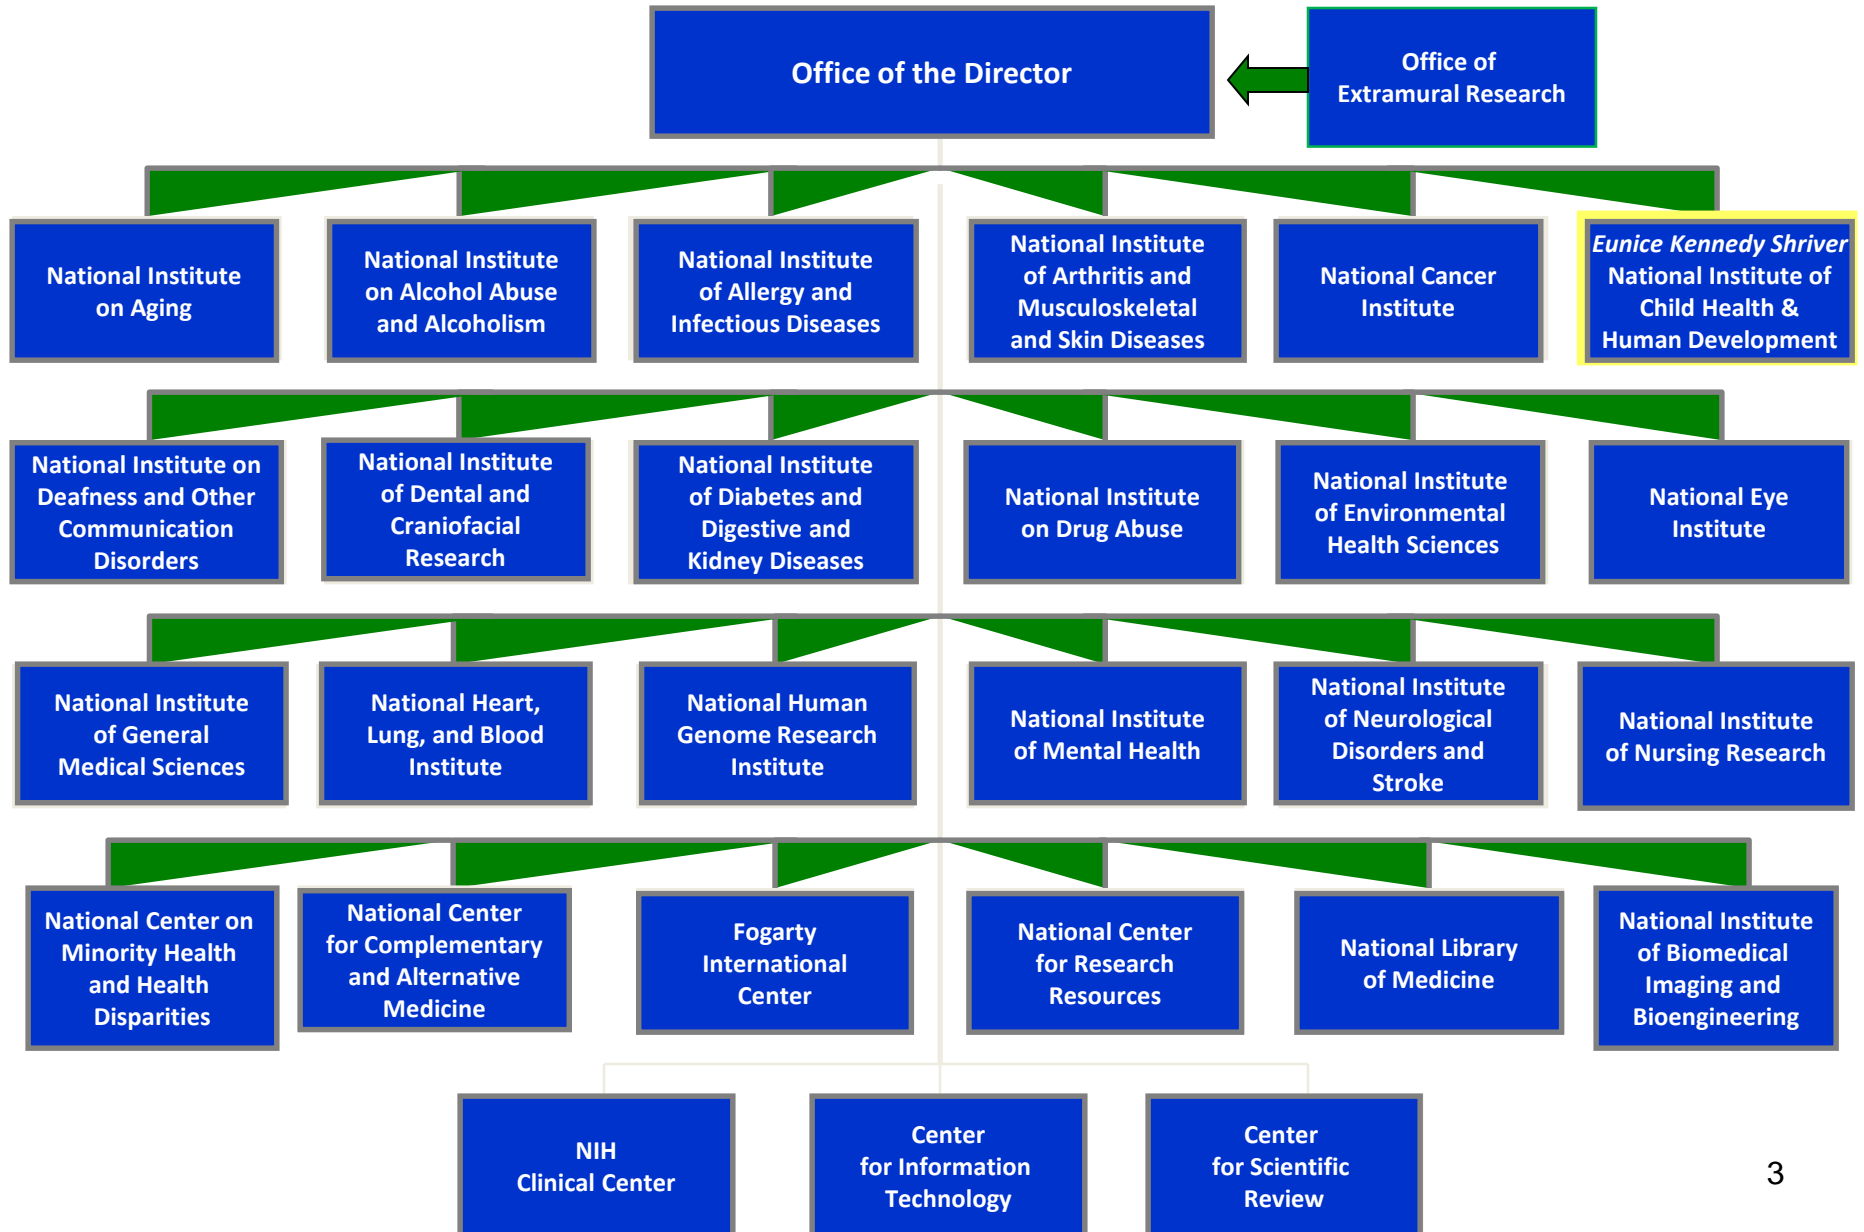 Office of the Director
Office of
Extramural Research
National Institute
on Aging
National Institute
on Alcohol Abuse
and Alcoholism
National Institute
of Allergy and
Infectious Diseases
National Institute
of Arthritis and
Musculoskeletal
and Skin Diseases
National Cancer
Institute
Eunice Kennedy Shriver
National Institute of
Child Health &
Human Development
National Institute on
Deafness and Other
Communication
Disorders
National Institute
of Dental and
Craniofacial
Research
National Institute
of Diabetes and
Digestive and
Kidney Diseases
National Institute
on Drug Abuse
National Institute
of Environmental
Health Sciences
National Eye
Institute
National Institute
of General
Medical Sciences
National Heart,
Lung, and Blood
Institute
National Human
Genome Research
Institute
National Institute
of Mental Health
National Institute
of Neurological
Disorders and
Stroke
National Institute
of Nursing Research
National Center on
Minority Health
and Health
Disparities
National Center
for Complementary
and Alternative
Medicine
Fogarty
International
Center
National Center
for Research
Resources
National Library
of Medicine
National Institute
of Biomedical
Imaging and
Bioengineering
NIH
Clinical Center
Center
for Information
Technology
Center
for Scientific
Review
3